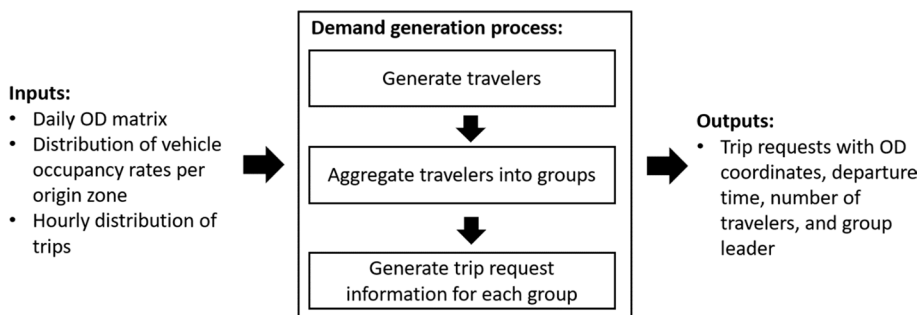 Inputs:
• Daily OD matrix
• Distribution of vehicle
occupancy rates per
origin zone
• Hourly distribution of
trips
Demand generation process:
Generate travelers
Aggregate travelers into groups
Generate trip request
information for each group
Outputs:
• Trip requests with OD
coordinates, departure
time, number of
travelers, and group
leader